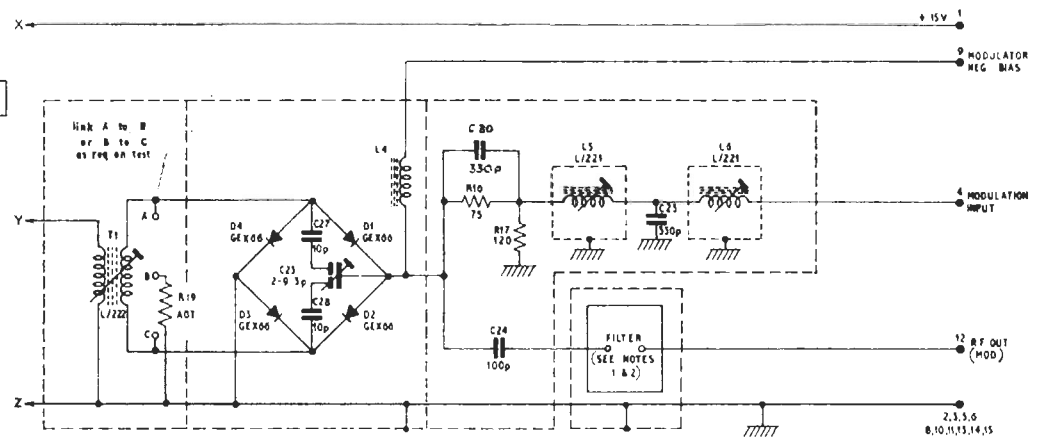 X
+ 15V
1
9
MODULATOR
NEG BIAS
link A to B
or B to C
as req on test
L4
C 20
330p
R16
75
L5
L/221
L6
L/221
4
MODULATION
INPUT
C23
330p
R17
120
Y
A
T1
B
R19
AOT
L/222
C
D4
GEX66
C27
10p
D1
GEX66
C25
2-9 3p
D3
GEX66
C28
10p
D2
GEX66
C24
100p
FILTER
(SEE NOTES
1 & 2)
12
RF OUT
(MOD)
Z
2,3,5,6
8,10,11,13,14,15